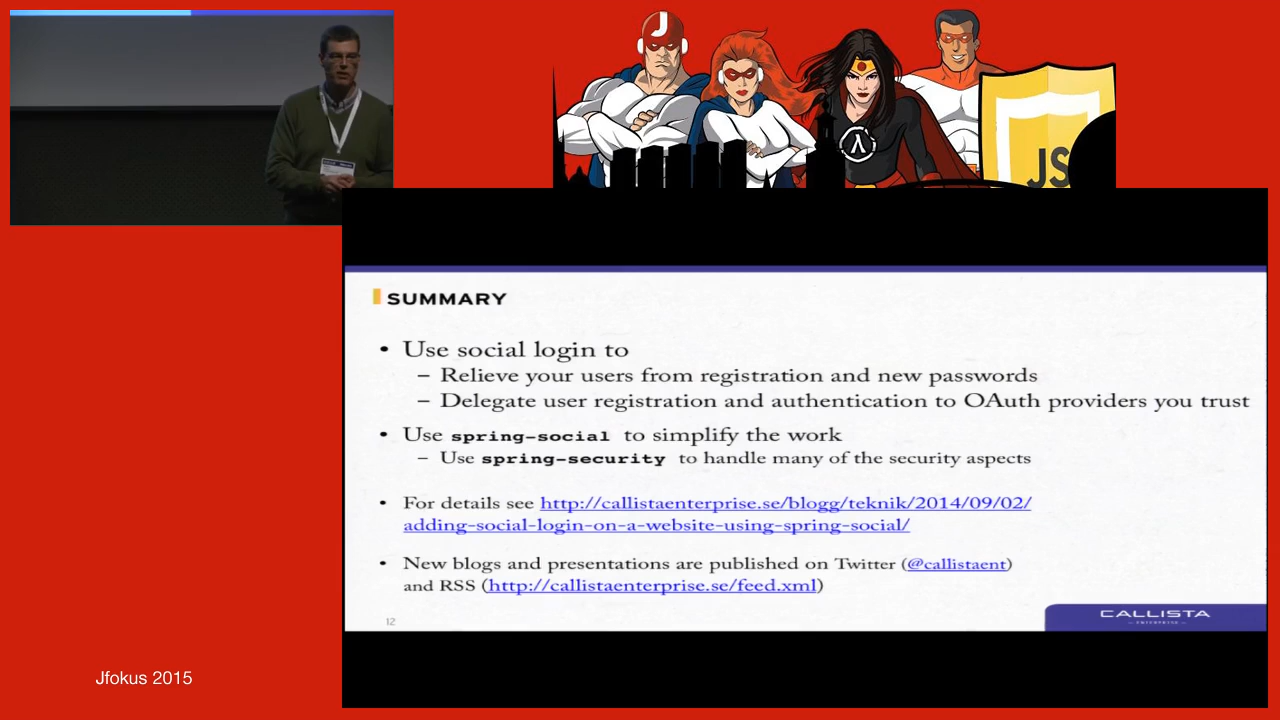 J
JS
SUMMARY
• Use social login to
– Relieve your users from registration and new passwords
– Delegate user registration and authentication to OAuth providers you trust
• Use spring-social to simplify the work
– Use spring-security to handle many of the security aspects
• For details see http://callistaenterprise.se/blogg/teknik/2014/09/02/
adding-social-login-on-a-website-using-spring-social/
• New blogs and presentations are published on Twitter (@callistaent)
and RSS (http://callistaenterprise.se/feed.xml)
12
CALLISTA
— ENTERPRISE —
Jfokus 2015